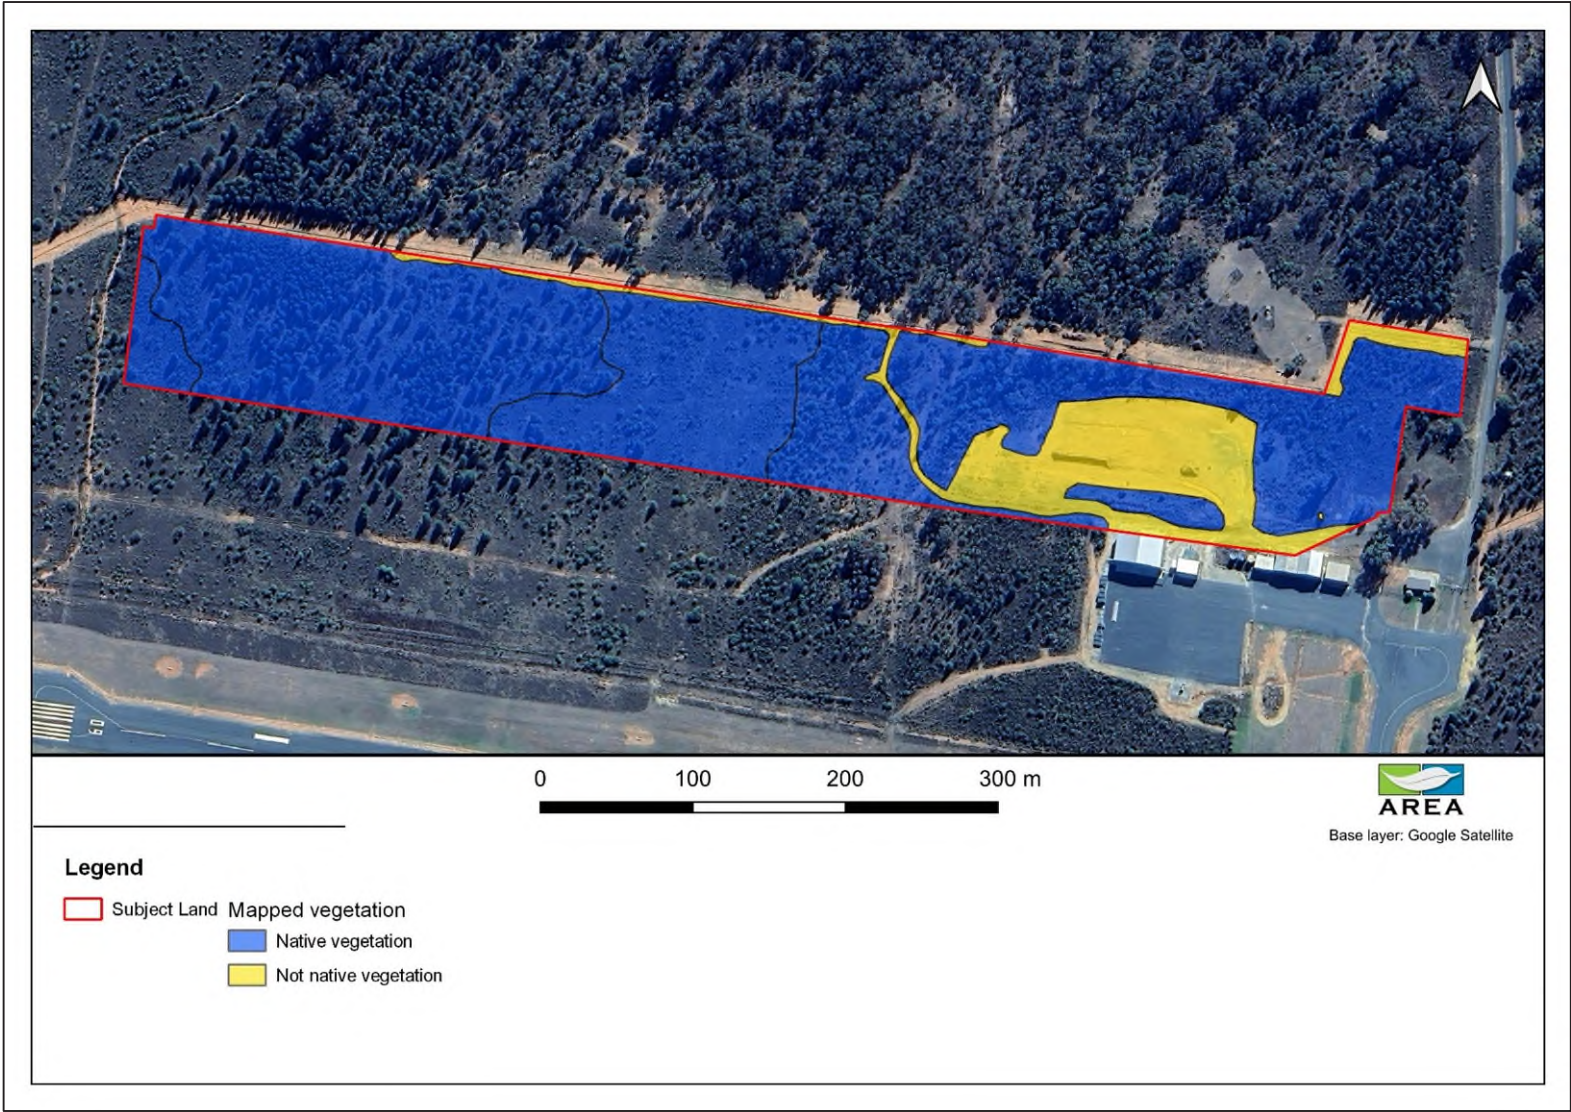 09
0 100 200 300 m
AREA
Base layer: Google Satellite
Legend
Subject Land Mapped vegetation
Native vegetation
Not native vegetation